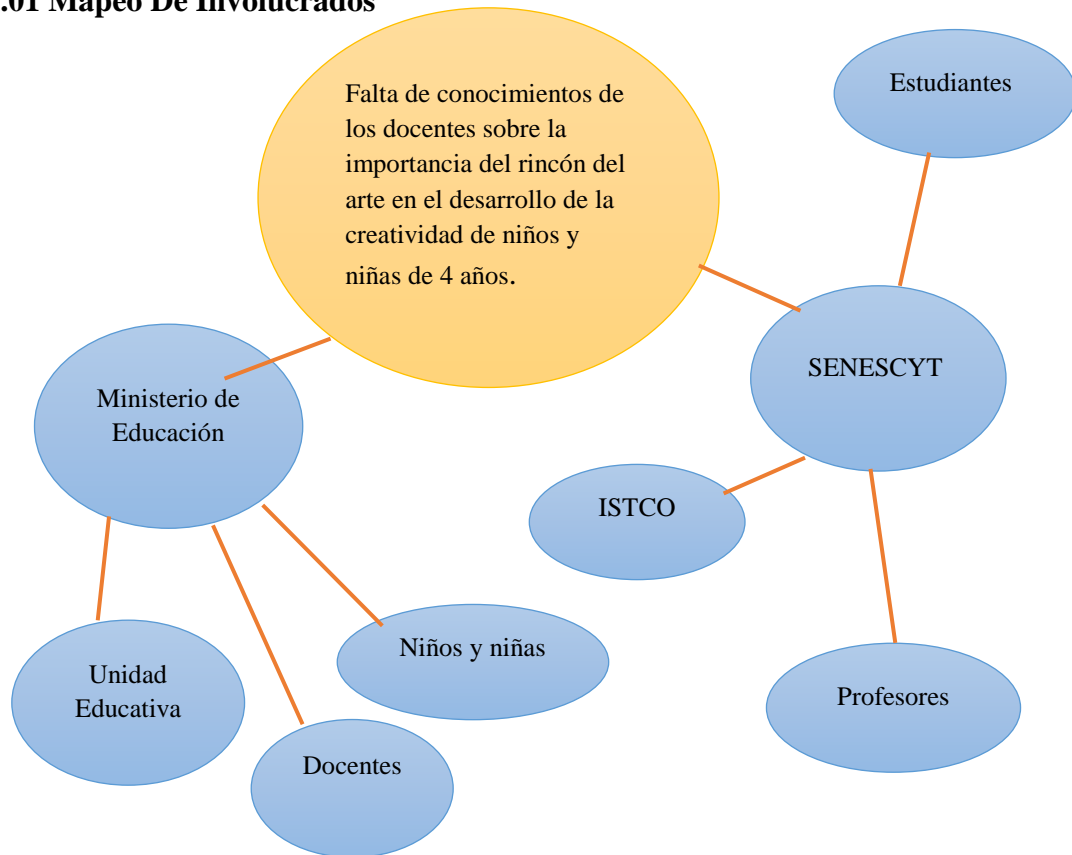 .01 Mapeo De Involucrados
Falta de conocimientos de
los docentes sobre la
importancia del rincón del
arte en el desarrollo de la
creatividad de niños y
niñas de 4 años.
Estudiantes
SENESCYT
Ministerio de
Educación
ISTCO
Niños y niñas
Unidad
Educativa
Profesores
Docentes